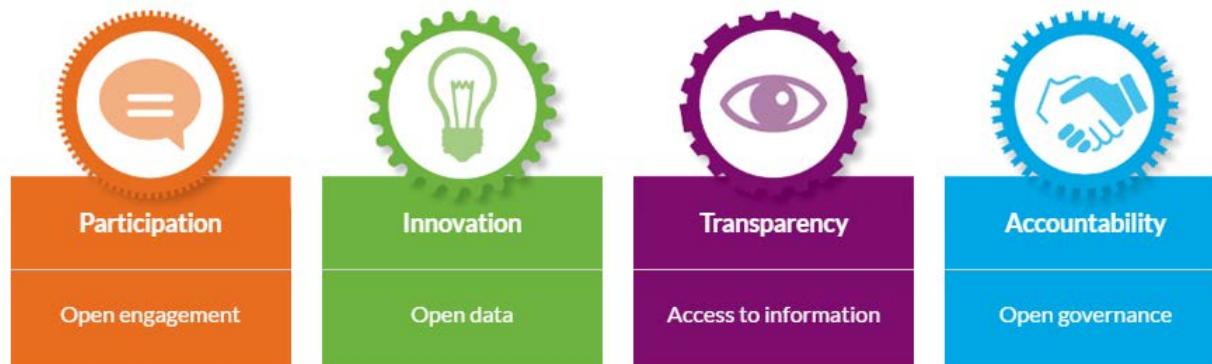 Participation
Open engagement
Innovation
Open data
Transparency
Access to information
Accountability
Open governance